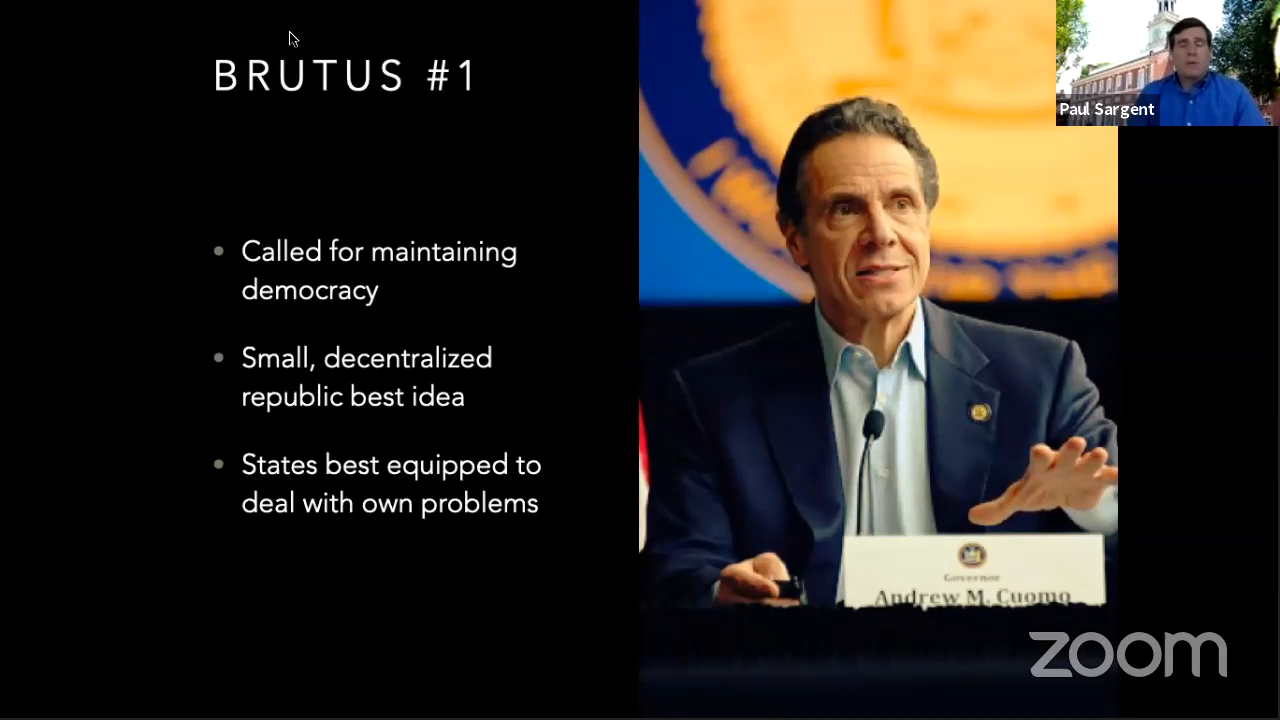 BRUTUS #1
Paul Sargent
• Called for maintaining
democracy
• Small, decentralized
republic best idea
• States best equipped to
deal with own problems
Governor
Andrew M. Cuomo
zoom